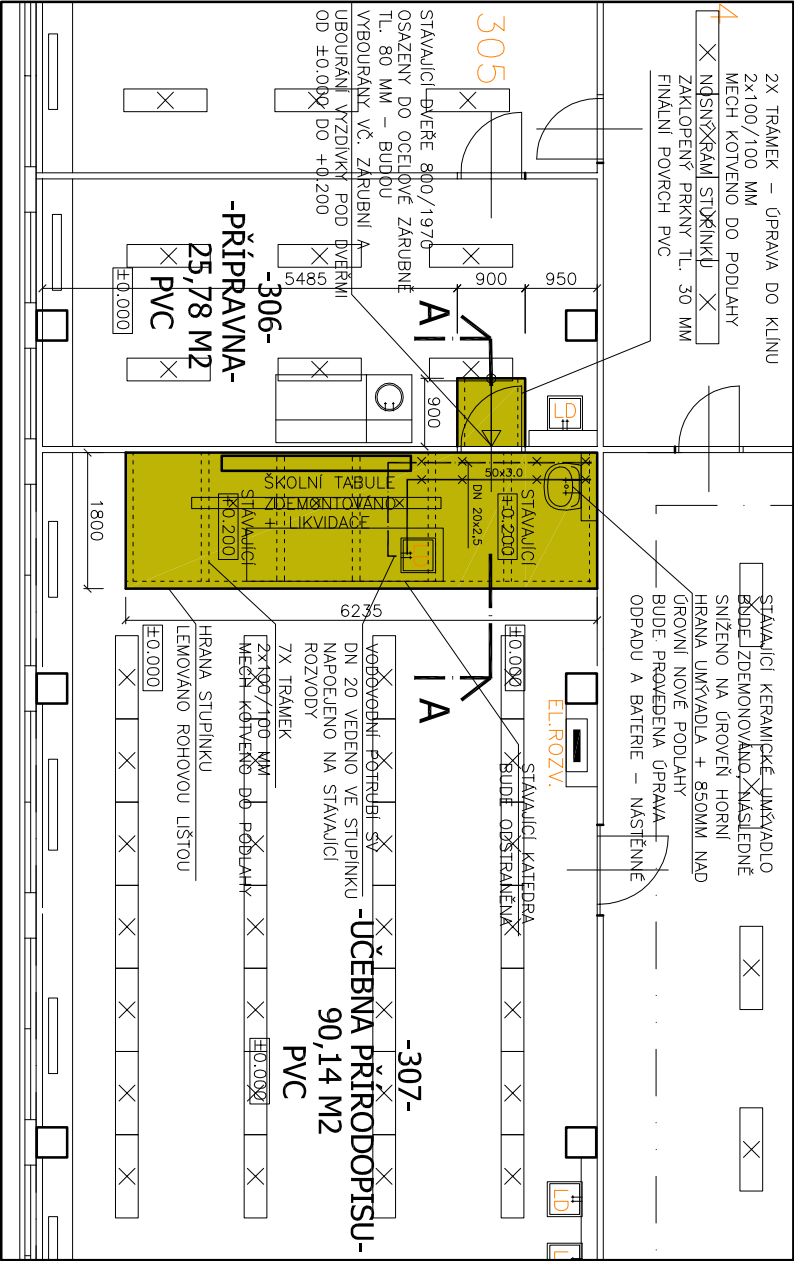 2X TRÁMEK - ÚPRAVA DO KLÍNU
2x100/100 MM
MECH KOTVENO DO PODLAHY
NOSNÝ RÁM STUPÍNKU
ZAKLOPENÝ PRKNY TL. 30 MM
FINÁLNÍ POVRCH PVC
305
STÁVAJÍCÍ DVEŘE 800/1970
OSAZENY DO OCELOVÉ ZÁRUBNĚ
TL. 80 MM - BUDOU
VYBOURÁNY VČ. ZÁRUBNÍ A
UBOURÁNÍ VYZDÍVKY POD DVEŘMI
OD ±0.000 DO +0.200
-306-
-PŘÍPRAVNA-
25,78 M2
PVC
±0.000
5485
900
950
A
900
LD
1800
6235
ŠKOLNÍ TABULE
ZDEMONTOVÁNO
+ LIKVIDACE
STÁVAJÍCÍ
+0.200
50x3.0
DN 20x2,5
STÁVAJÍCÍ
+0.200
A
STÁVAJÍCÍ KERAMICKÉ UMÝVADLO
BUDE ZDEMONOVÁNO, NÁSLEDNĚ
SNÍŽENO NA ÚROVEŇ HORNÍ
HRANA UMÝVADLA + 850MM NAD
ÚROVNÍ NOVÉ PODLAHY
BUDE PROVEDENA ÚPRAVA
ODPADU A BATERIE - NÁSTĚNNÉ
EL.ROZV.
±0.000
STÁVAJÍCÍ KATEDRA
BUDE ODSTRANĚNA
VODOVODNÍ POTRUBÍ SV
DN 20 VEDENO VE STUPÍNKU
NAPOEJENO NA STÁVAJÍCÍ
ROZVODY
7X TRÁMEK
2x100/100 MM
MECH KOTVENO DO PODLAHY
HRANA STUPÍNKU
LEMOVÁNO ROHOVOU LIŠTOU
±0.000
-307-
-UČEBNA PŘÍRODOPISU-
90,14 M2
PVC
±0.000
LD